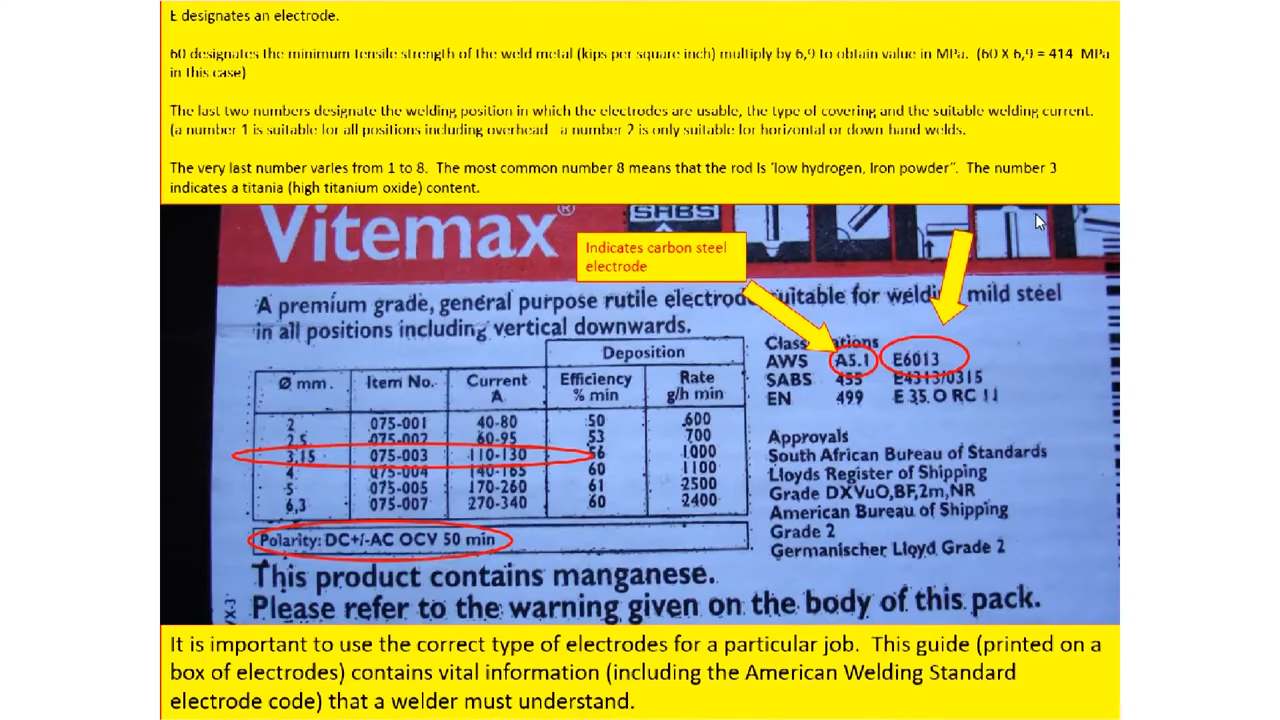 E designates an electrode.
60 designates the minimum tensile strength of the weld metal (kips per square inch) multiply by 6,9 to obtain value in MPa. (60 X 6,9 = 414 MPa
in this case)
The last two numbers designate the welding position in which the electrodes are usable, the type of covering and the suitable welding current.
(a number 1 is suitable for all positions including overhead a number 2 is only suitable for horizontal or down hand welds.
The very last number varies from 1 to 8. The most common number 8 means that the rod is "low hydrogen, Iron powder". The number 3
indicates a titania (high titanium oxide) content.
Vitemax®
SABS
Indicates carbon steel
electrode
A premium grade, general purpose rutile electrode suitable for welding mild steel
in all positions including vertical downwards.
Deposition
Ø mm. Item No. Current A Efficiency % min Rate g/h min
2 075-001 40-80 50 600
2,5 075-002 60-95 53 700
3,15 075-003 110-130 56 1000
4 075-004 140-165 60 1100
5 075-005 170-260 61 2500
6,3 075-007 270-340 60 2400
Polarity: DC+/-AC OCV 50 min
Classifications
AWS A5.1 E6013
SABS 455 E4313/0315
EN 499 E 35.O RC 11
Approvals
South African Bureau of Standards
Lloyds Register of Shipping
Grade DXVuO,BF,2m,NR
American Bureau of Shipping
Grade 2
Germanischer Lloyd Grade 2
This product contains manganese.
Please refer to the warning given on the body of this pack.
It is important to use the correct type of electrodes for a particular job. This guide (printed on a
box of electrodes) contains vital information (including the American Welding Standard
electrode code) that a welder must understand.